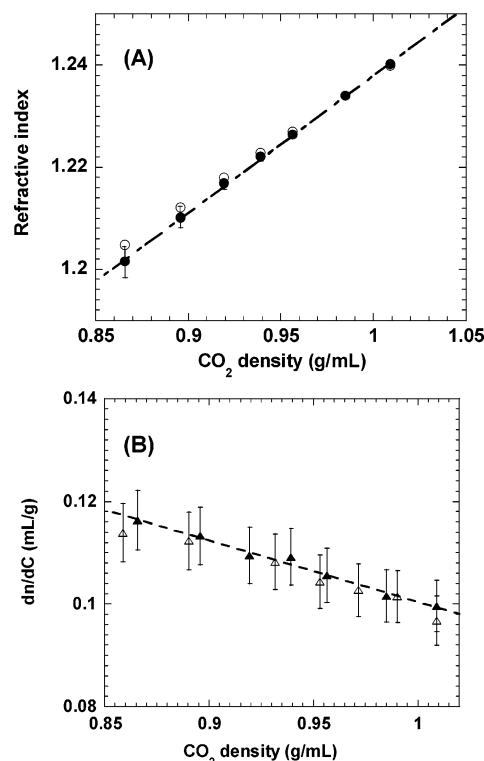 (A)
Refractive index
1.24
1.22
1.2
0.85
0.9
0.95
1
1.05
CO2 density (g/mL)
(B)
dn/dC (mL/g)
0.14
0.12
0.1
0.08
0.85
0.9
0.95
1
CO2 density (g/mL)